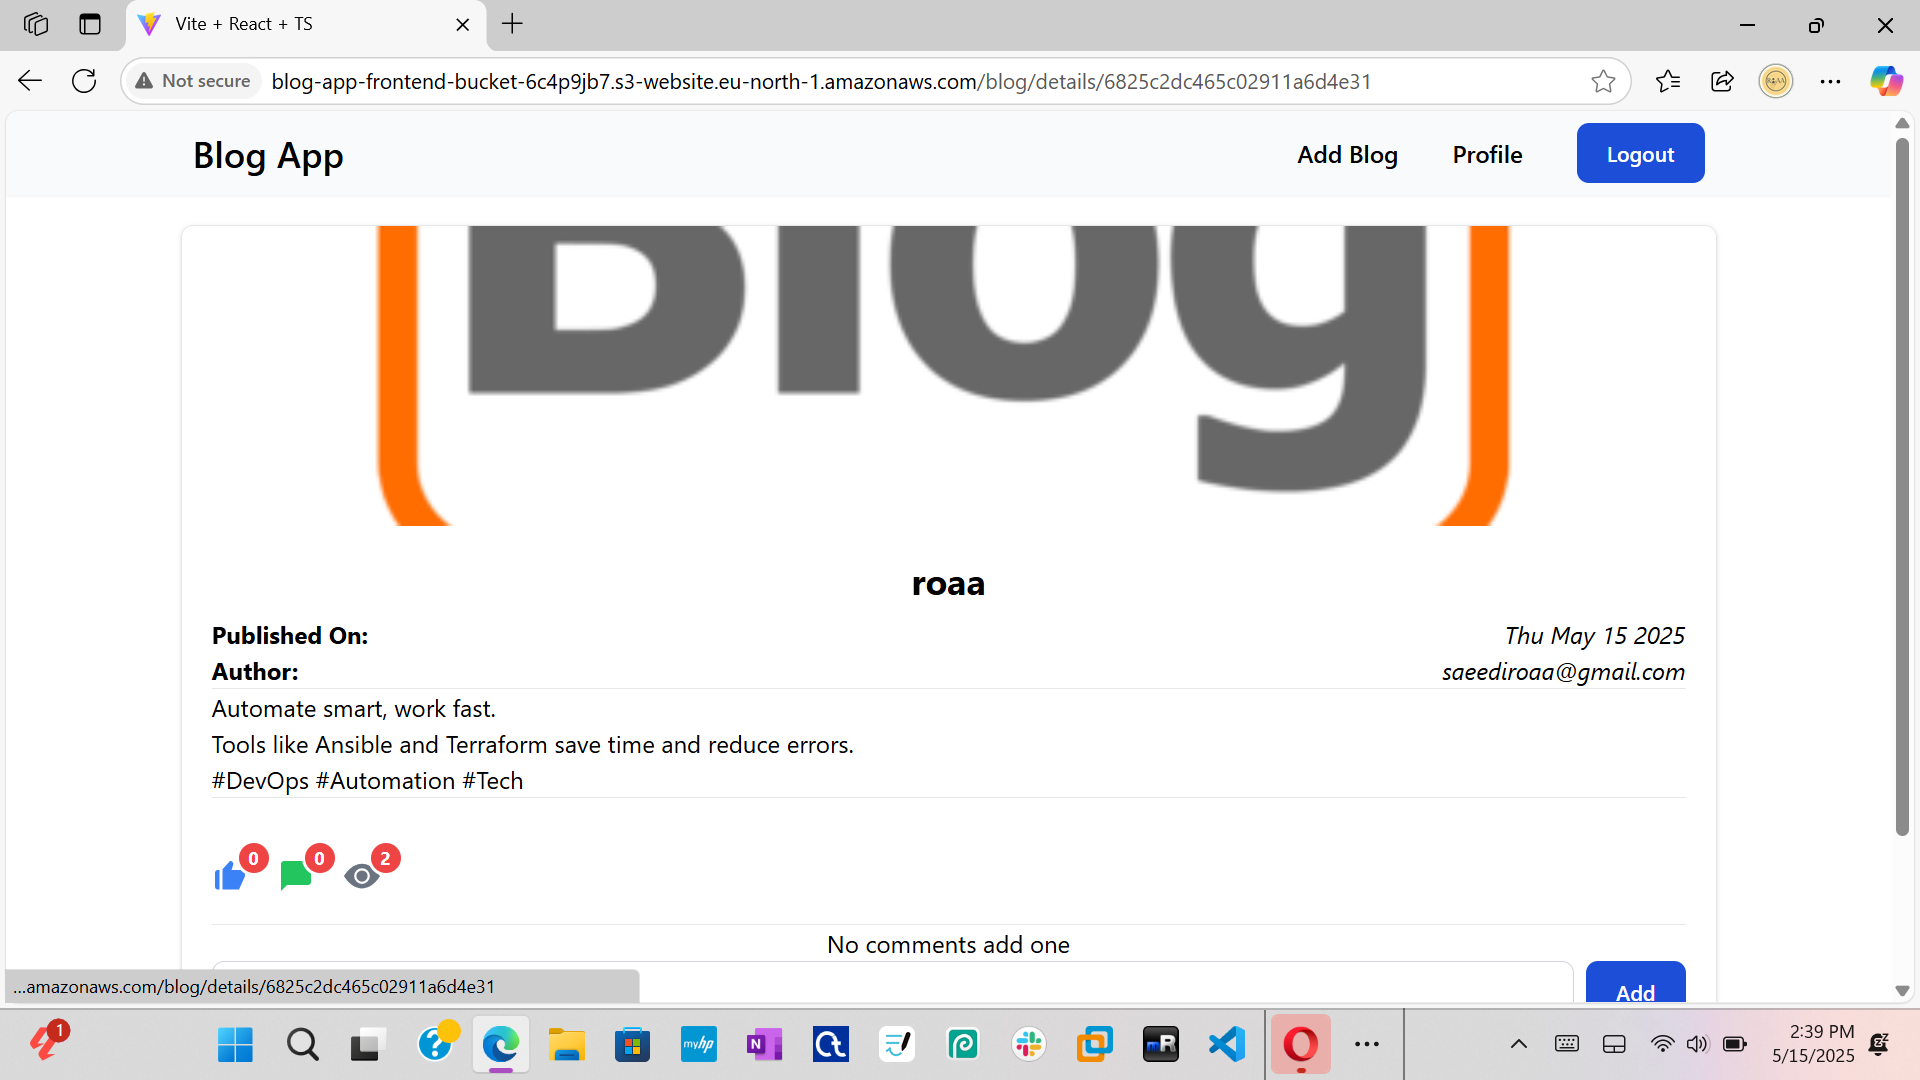 Vite + React + TS
Not secure
blog-app-frontend-bucket-6c4p9jb7.s3-website.eu-north-1.amazonaws.com/blog/details/6825c2dc465c02911a6d4e31
Blog App
Add Blog
Profile
Logout
Blog
roaa
Published On:
Thu May 15 2025
Author:
saeediroaa@gmail.com
Automate smart, work fast.
Tools like Ansible and Terraform save time and reduce errors.
#DevOps #Automation #Tech
0
0
2
No comments add one
Add
...amazonaws.com/blog/details/6825c2dc465c02911a6d4e31
1
myhp
N
mR
2:39 PM
5/15/2025